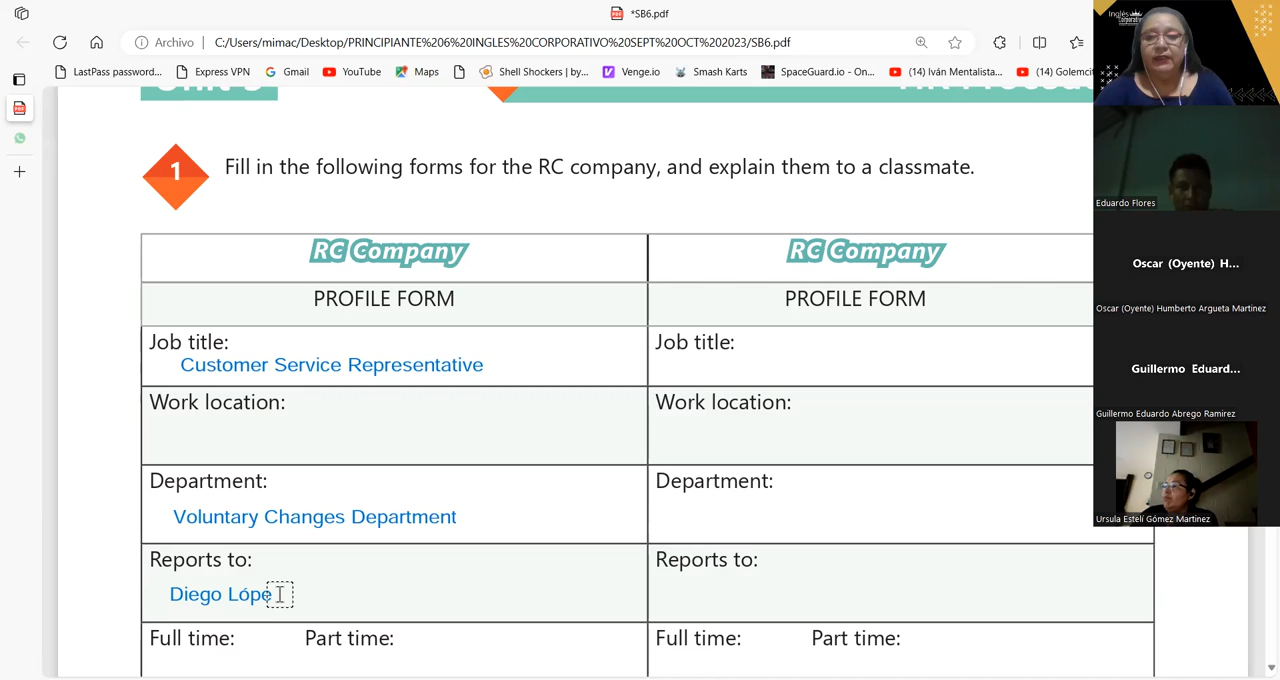 *SB6.pdf
Archivo
C:/Users/mimac/Desktop/PRINCIPIANTE%206%20INGLES%20CORPORATIVO%20SEPT%20OCT%202023/SB6.pdf
LastPass password...
Express VPN
Gmail
YouTube
Maps
Shell Shockers | by...
Venge.io
Smash Karts
SpaceGuard.io - On...
(14) Iván Mentalista...
(14) Golemcit
1
Fill in the following forms for the RC company, and explain them to a classmate.
RC Company
RC Company
PROFILE FORM
PROFILE FORM
Job title:
Customer Service Representative
Job title:
Work location:
Work location:
Department:
Voluntary Changes Department
Department:
Reports to:
Diego Lópe
Reports to:
Full time: Part time:
Full time: Part time:
Inglés
Corporativo
Eduardo Flores
Oscar (Oyente) H...
Oscar (Oyente) Humberto Argueta Martinez
Guillermo Eduard...
Guillermo Eduardo Abrego Ramirez
Ursula Estelí Gómez Martinez